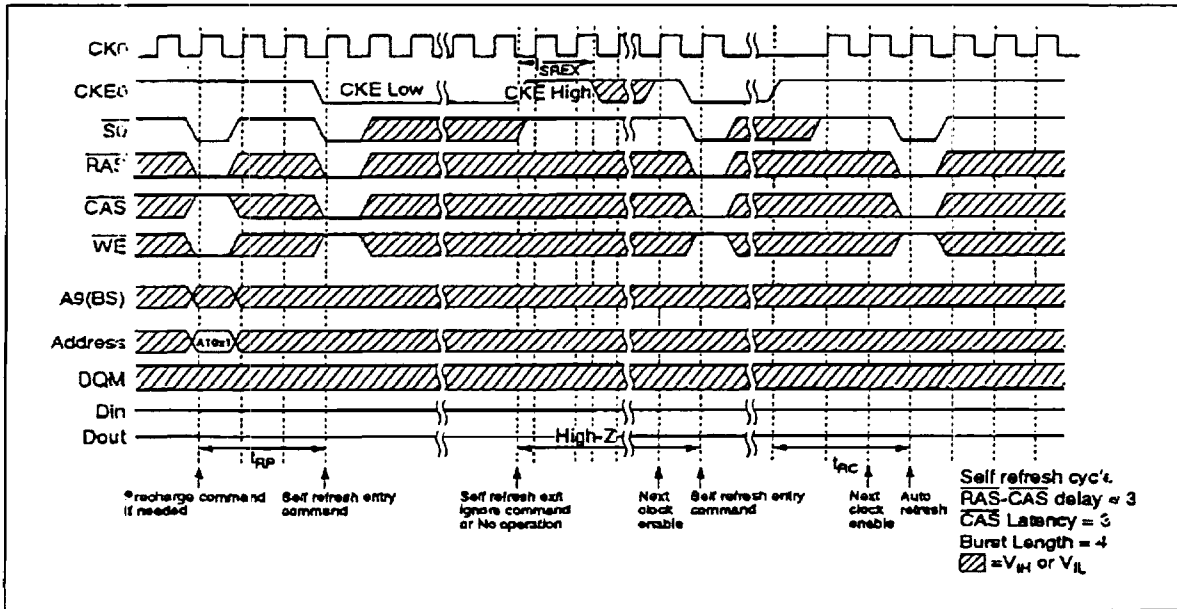 CK0
tSREX
CKE0 CKE Low CKE High
S0
RAS
CAS
WE
A9(BS)
Address A10=1
DQM
Din
Dout High-Z
tRP tRC
Precharge command
If needed
Self refresh entry
command
Self refresh exit
ignore command
or No operation
Next
clock
enable
Self refresh entry
command
Next
clock
enable
Auto
refresh
Self refresh cycle
RAS-CAS delay = 3
CAS Latency = 3
Burst Length = 4
=VIH or VIL